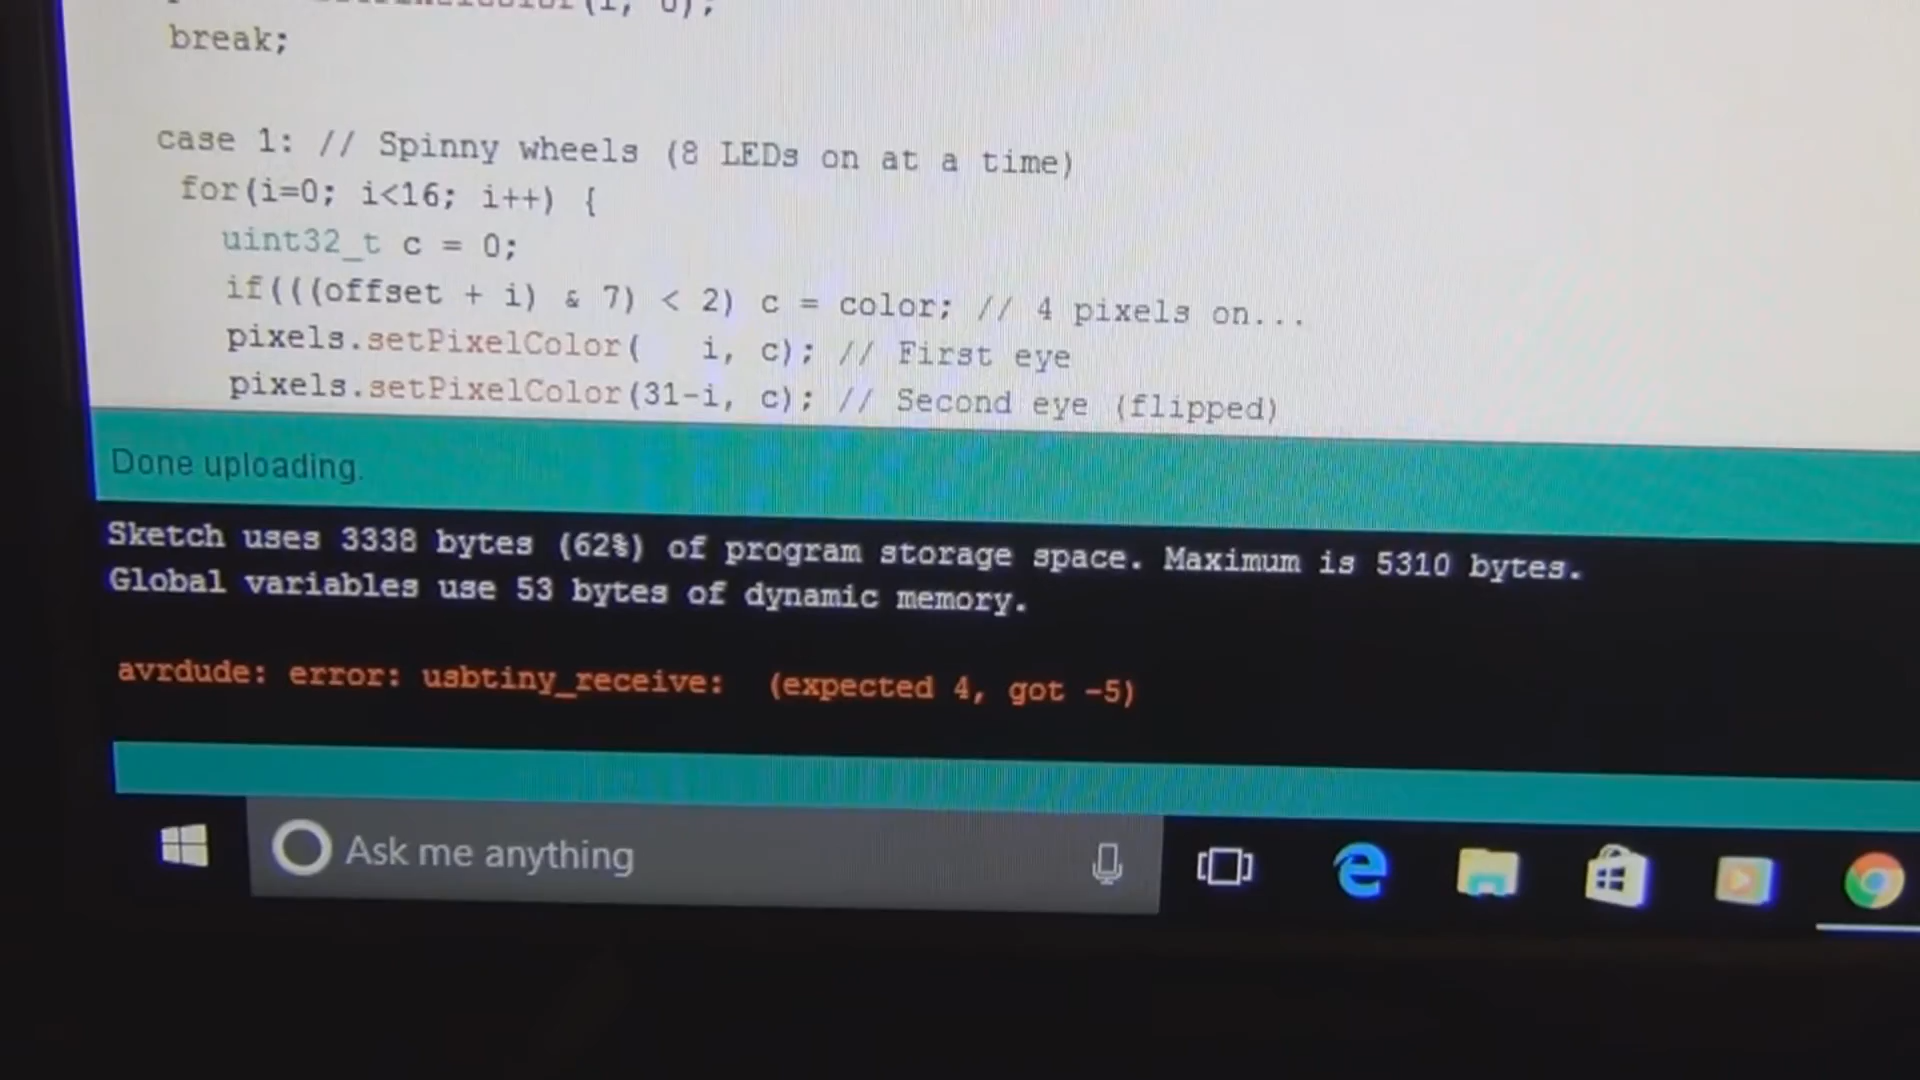 break;
case 1: // Spinny wheels (8 LEDs on at a time)
for(i=0; i<16; i++) {
uint32_t c = 0;
if(((offset + i) & 7) < 2) c = color; // 4 pixels on...
pixels.setPixelColor(   i, c); // First eye
pixels.setPixelColor(31-i, c); // Second eye (flipped)
Done uploading.
Sketch uses 3338 bytes (62%) of program storage space. Maximum is 5310 bytes.
Global variables use 53 bytes of dynamic memory.
avrdude: error: usbtiny_receive:  (expected 4, got -5)
Ask me anything